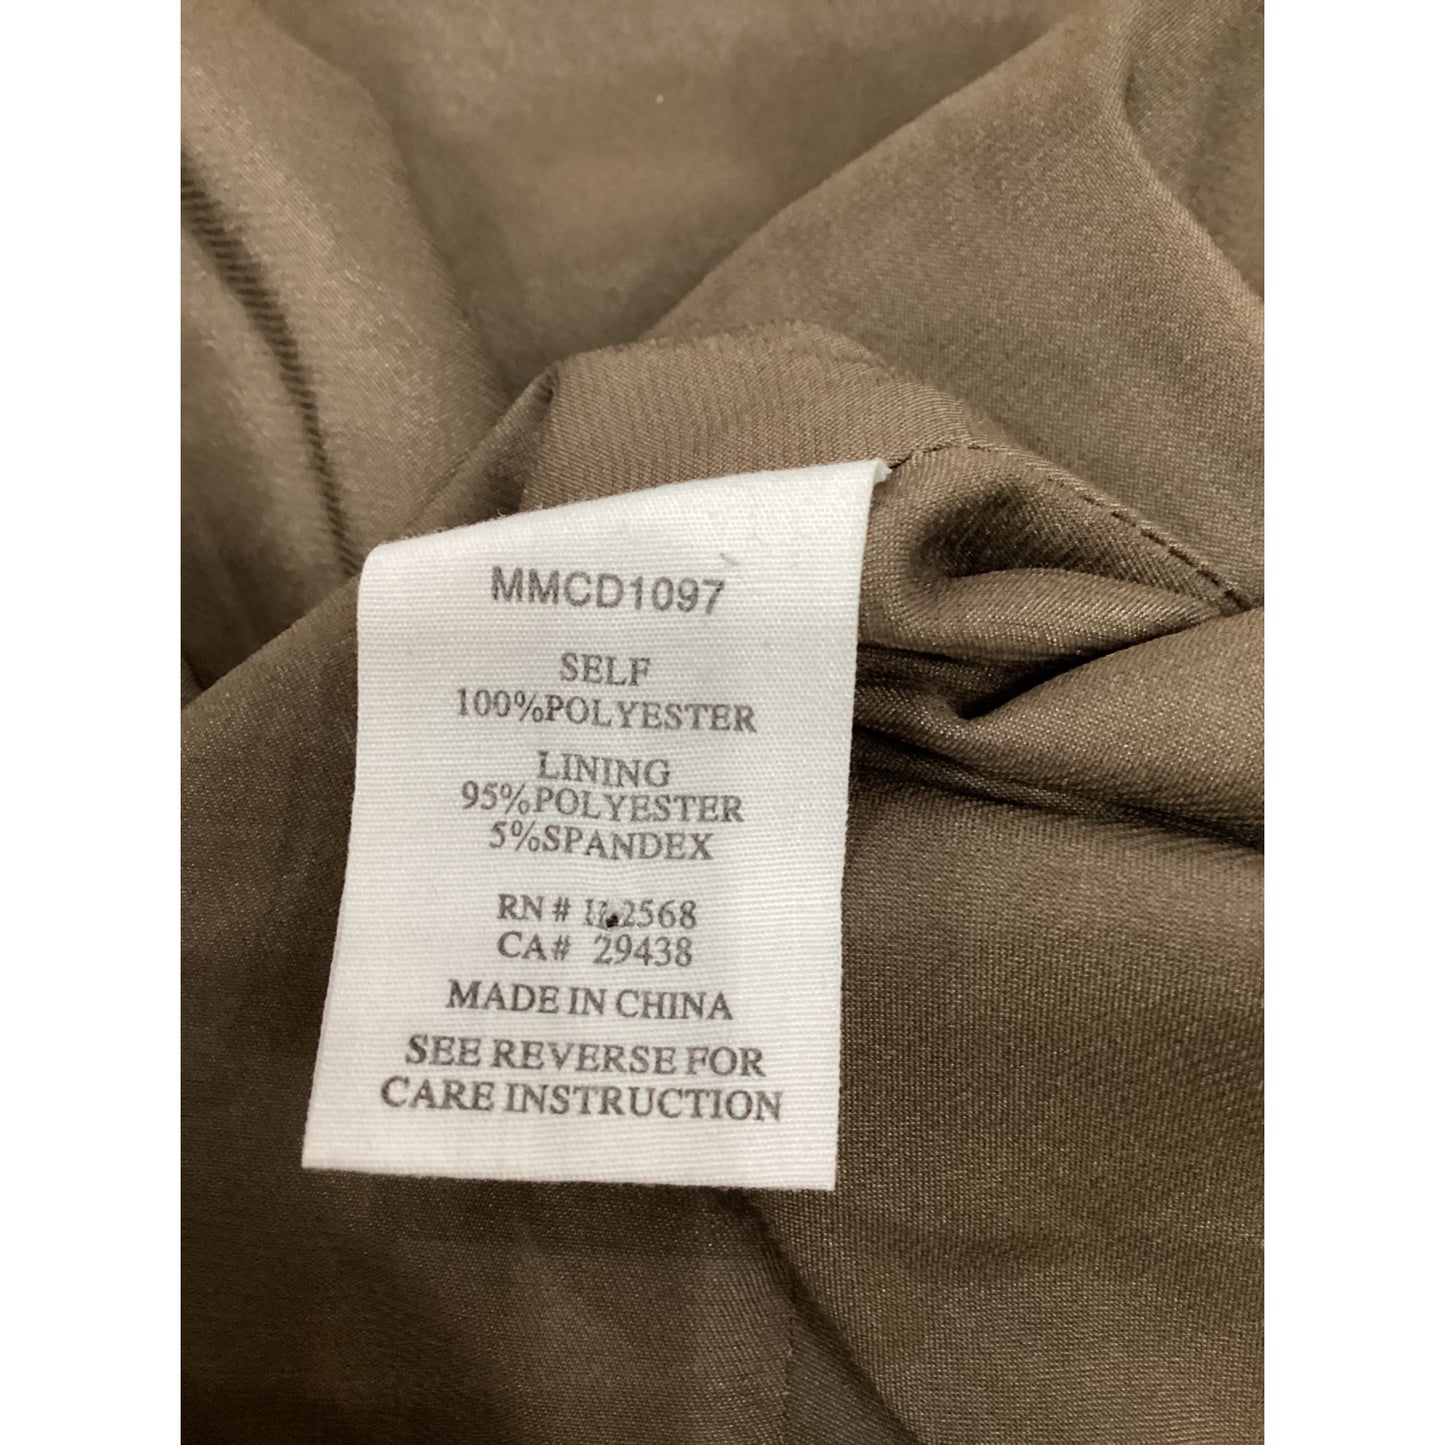 MMCD1097
SELF
100%POLYESTER
LINING
95%POLYESTER
5%SPANDEX
RN #
CA# 29438
MADE IN CHINA
SEE REVERSE FOR
CARE INSTRUCTION